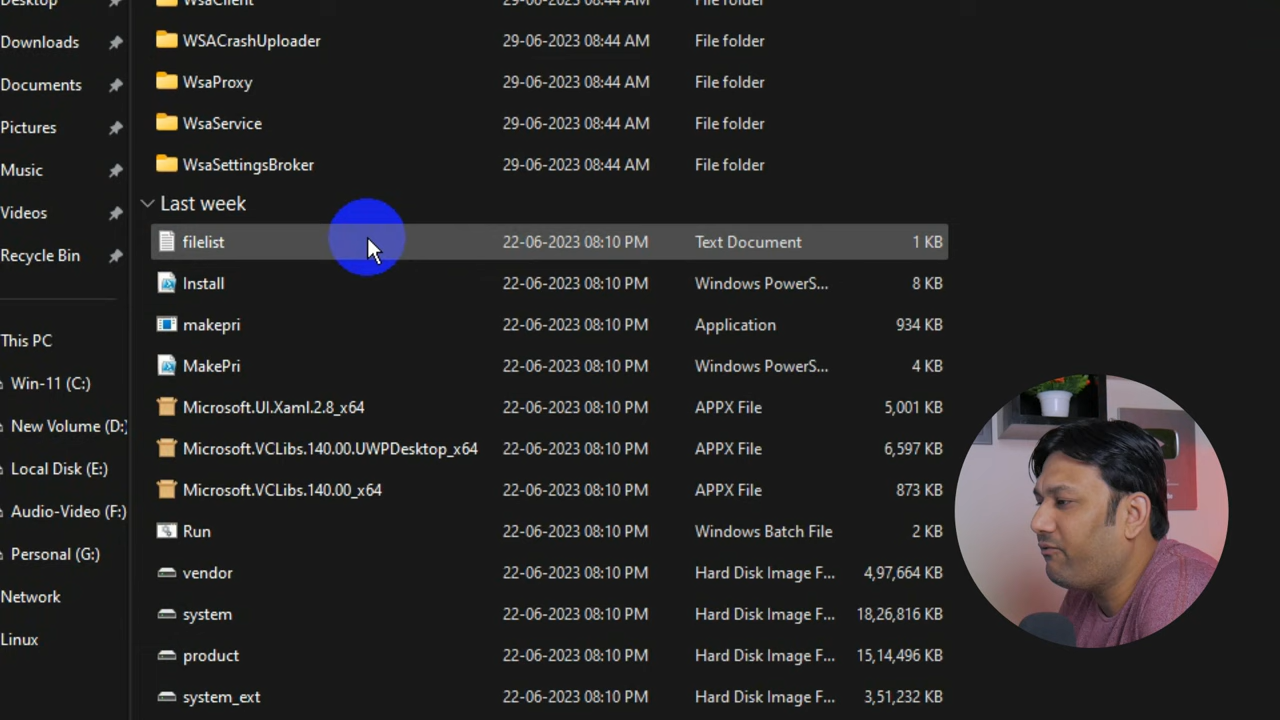 Desktop
Downloads
Documents
Pictures
Music
Videos
Recycle Bin
This PC
Win-11 (C:)
New Volume (D:)
Local Disk (E:)
Audio-Video (F:)
Personal (G:)
Network
Linux
WsaClient 29-06-2023 08:44 AM File folder
WSACrashUploader 29-06-2023 08:44 AM File folder
WsaProxy 29-06-2023 08:44 AM File folder
WsaService 29-06-2023 08:44 AM File folder
WsaSettingsBroker 29-06-2023 08:44 AM File folder
Last week
filelist 22-06-2023 08:10 PM Text Document 1 KB
Install 22-06-2023 08:10 PM Windows PowerS... 8 KB
makepri 22-06-2023 08:10 PM Application 934 KB
MakePri 22-06-2023 08:10 PM Windows PowerS... 4 KB
Microsoft.UI.Xaml.2.8_x64 22-06-2023 08:10 PM APPX File 5,001 KB
Microsoft.VCLibs.140.00.UWPDesktop_x64 22-06-2023 08:10 PM APPX File 6,597 KB
Microsoft.VCLibs.140.00_x64 22-06-2023 08:10 PM APPX File 873 KB
Run 22-06-2023 08:10 PM Windows Batch File 2 KB
vendor 22-06-2023 08:10 PM Hard Disk Image F... 4,97,664 KB
system 22-06-2023 08:10 PM Hard Disk Image F... 18,26,816 KB
product 22-06-2023 08:10 PM Hard Disk Image F... 15,14,496 KB
system_ext 22-06-2023 08:10 PM Hard Disk Image F... 3,51,232 KB